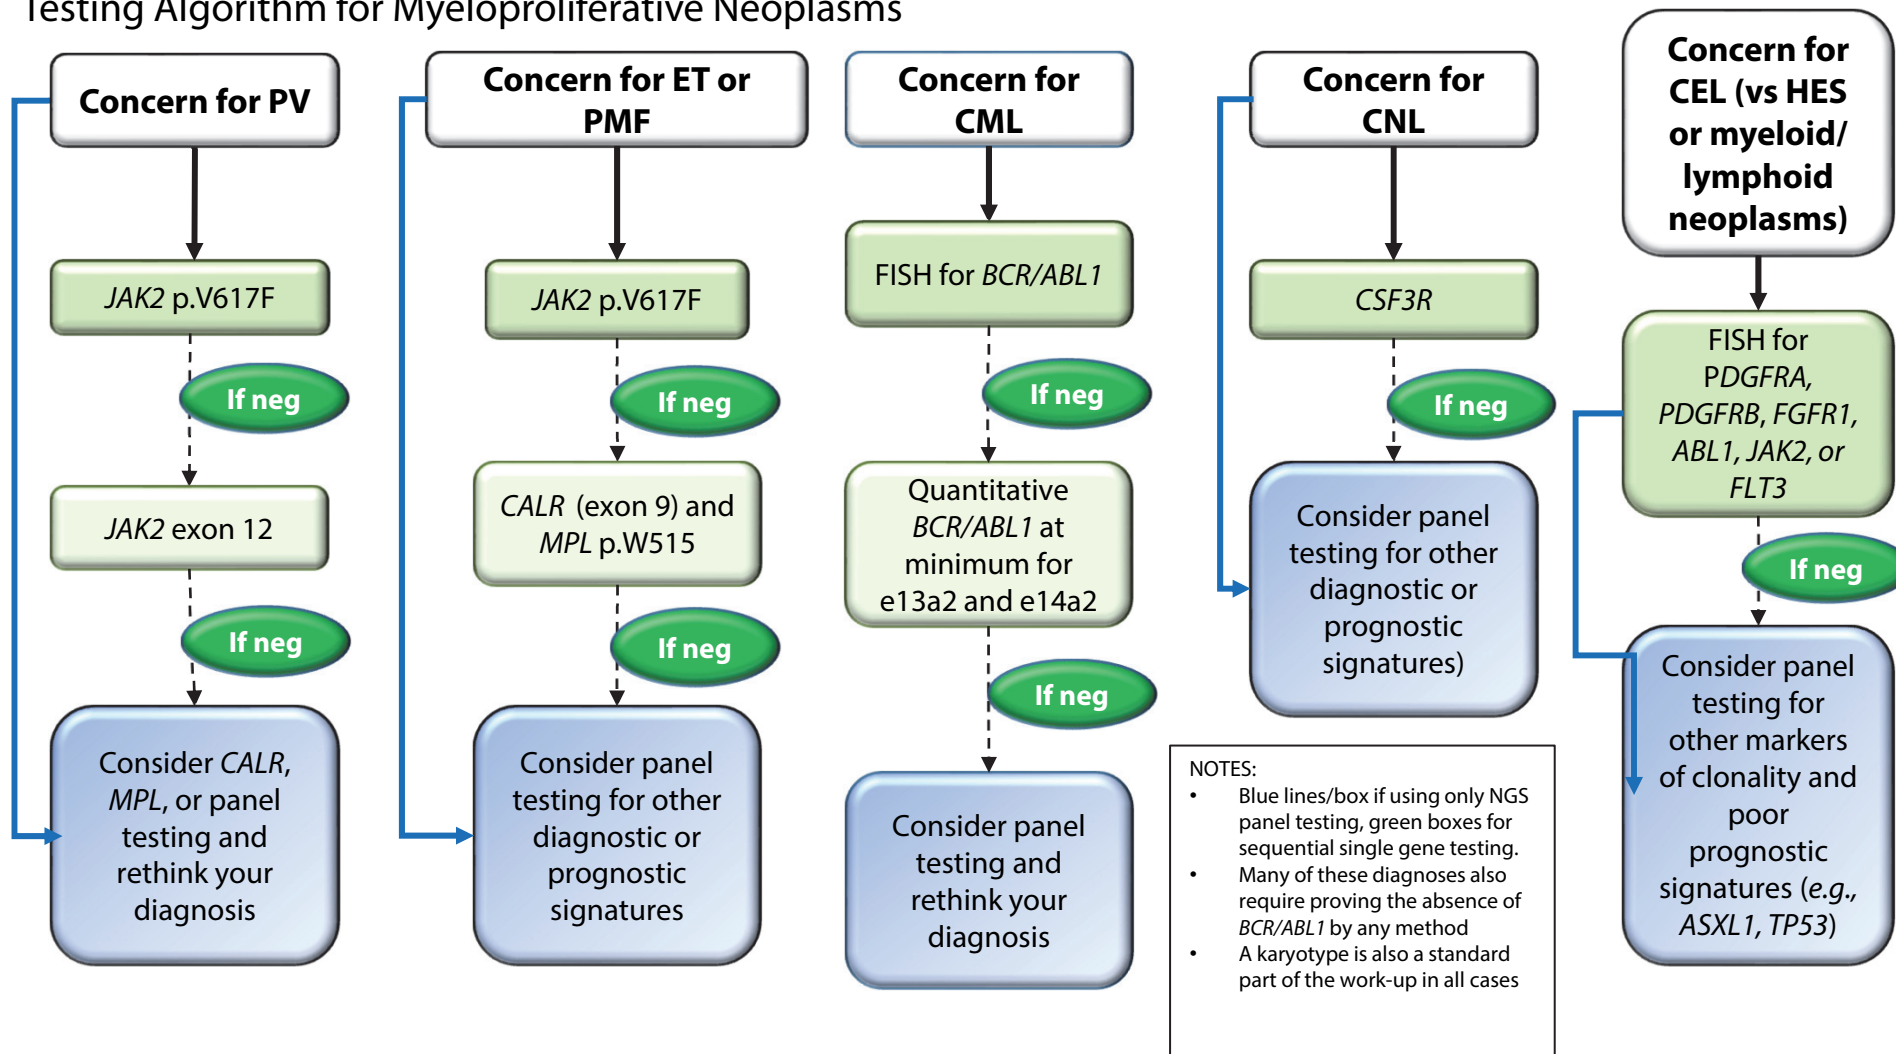 Testing Algorithm for Myeloproliferative Neoplasms
Concern for PV
JAK2 p.V617F
If neg
JAK2 exon 12
If neg
Consider CALR,
MPL, or panel
testing and
rethink your
diagnosis
Concern for ET or
PMF
JAK2 p.V617F
If neg
CALR (exon 9) and
MPL p.W515
If neg
Consider panel
testing for other
diagnostic or
prognostic
signatures
Concern for
CML
FISH for BCR/ABL1
If neg
Quantitative
BCR/ABL1 at
minimum for
e13a2 and e14a2
If neg
Consider panel
testing and
rethink your
diagnosis
Concern for
CNL
CSF3R
If neg
Consider panel
testing for other
diagnostic or
prognostic
signatures)
NOTES:
• Blue lines/box if using only NGS
panel testing, green boxes for
sequential single gene testing.
• Many of these diagnoses also
require proving the absence of
BCR/ABL1 by any method
• A karyotype is also a standard
part of the work-up in all cases
Concern for
CEL (vs HES
or myeloid/
lymphoid
neoplasms)
FISH for
PDGFRA,
PDGFRB, FGFR1,
ABL1, JAK2, or
FLT3
If neg
Consider panel
testing for
other markers
of clonality and
poor
prognostic
signatures (e.g.,
ASXL1, TP53)